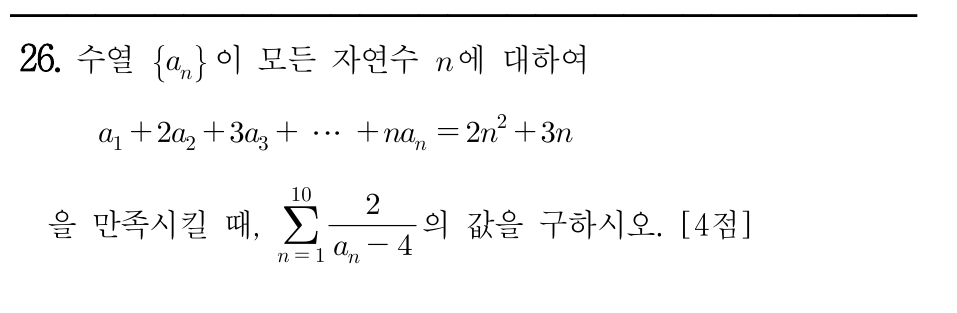 26. 수열 {aₙ}이 모든 자연수 n에 대하여
a₁+2a₂+3a₃+ ⋯ +naₙ=2n²+3n
을 만족시킬 때, ∑ₙ₌₁¹⁰ 2/(aₙ−4)의 값을 구하시오. [4점]